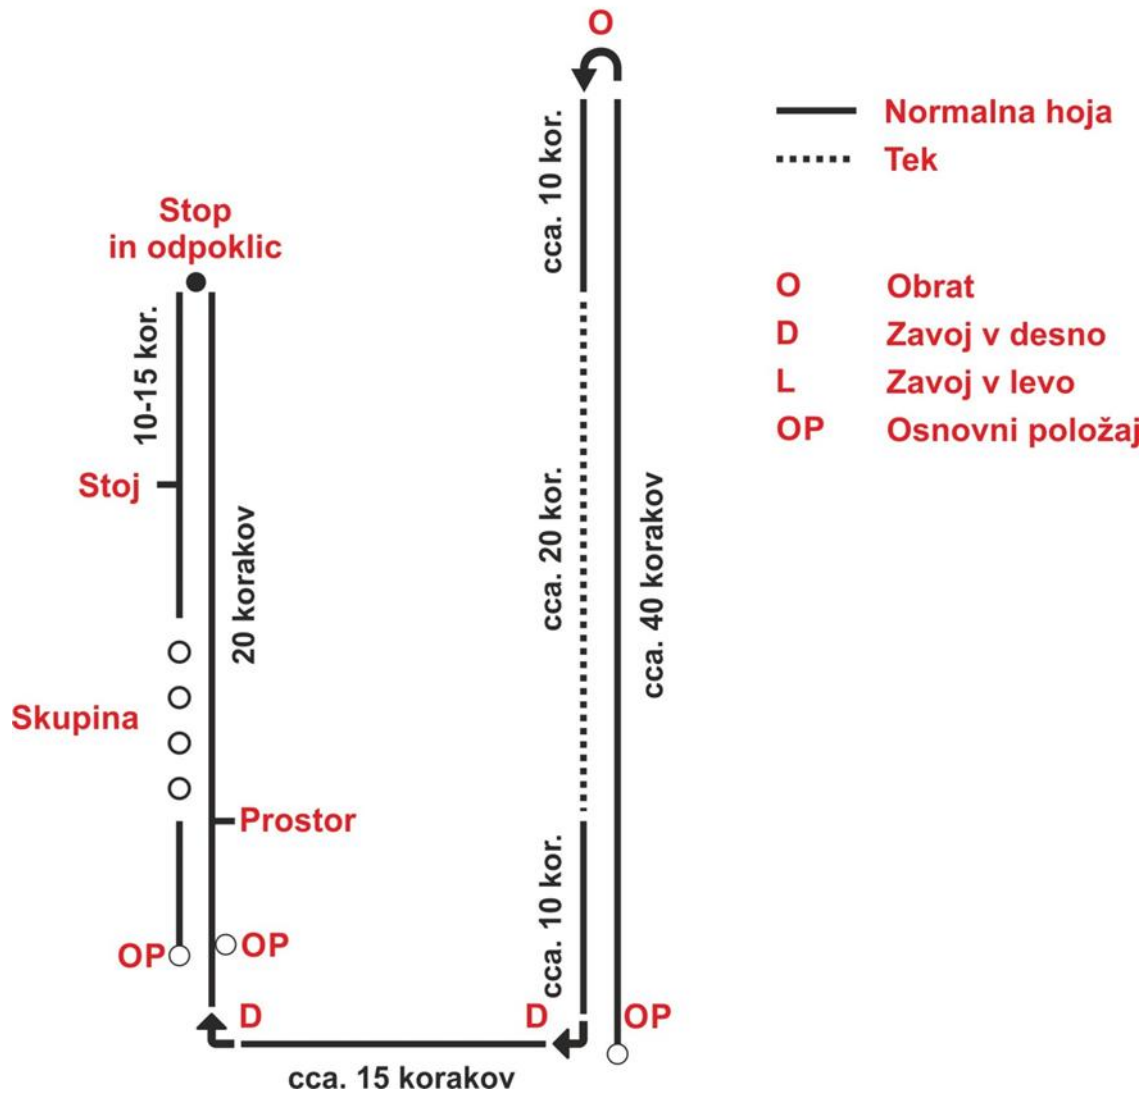 O
Normalna hoja
Tek
cca. 10 kor.
Stop
in odpoklic
O Obrat
D Zavoj v desno
L Zavoj v levo
OP Osnovni položaj
10-15 kor.
Stoj
20 korakov
cca. 20 kor.
cca. 40 korakov
Skupina
Prostor
cca. 10 kor.
OP
OP
D
D
OP
cca. 15 korakov